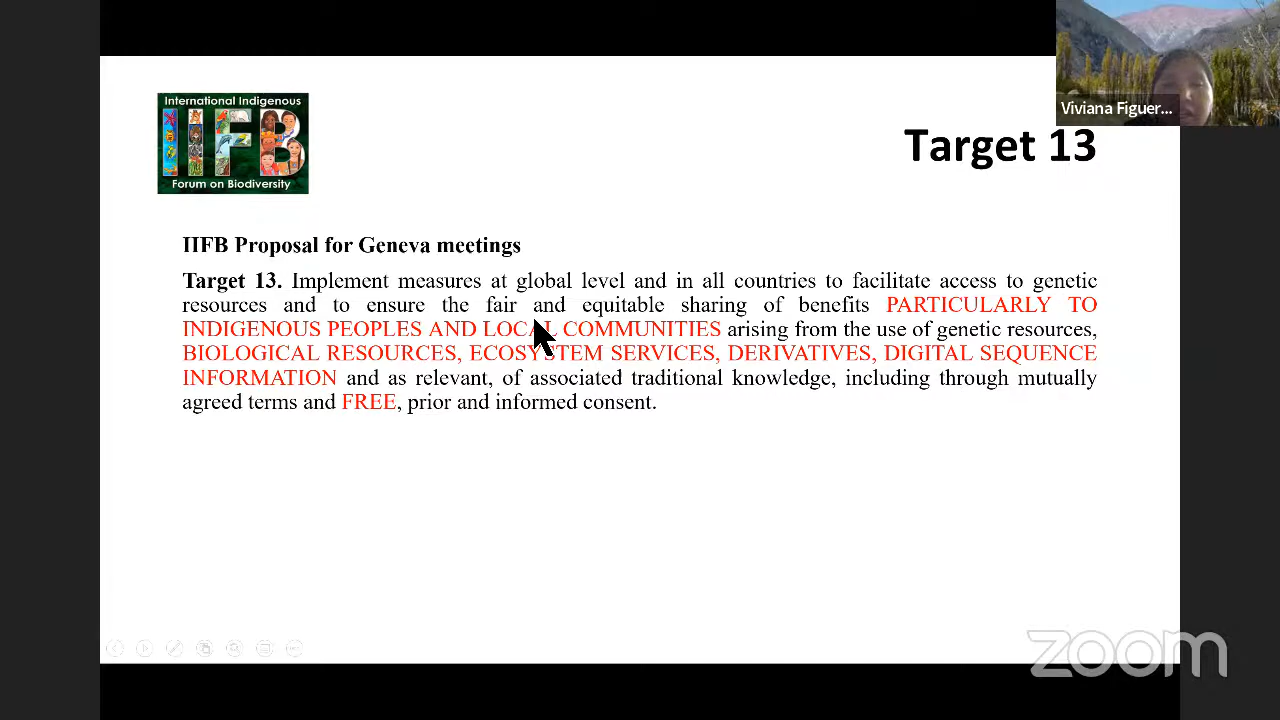 International Indigenous
IIFB
Forum on Biodiversity
Viviana Figuer...
Target 13
IIFB Proposal for Geneva meetings
Target 13. Implement measures at global level and in all countries to facilitate access to genetic
resources and to ensure the fair and equitable sharing of benefits PARTICULARLY TO
INDIGENOUS PEOPLES AND LOCAL COMMUNITIES arising from the use of genetic resources,
BIOLOGICAL RESOURCES, ECOSYSTEM SERVICES, DERIVATIVES, DIGITAL SEQUENCE
INFORMATION and as relevant, of associated traditional knowledge, including through mutually
agreed terms and FREE, prior and informed consent.
zoom